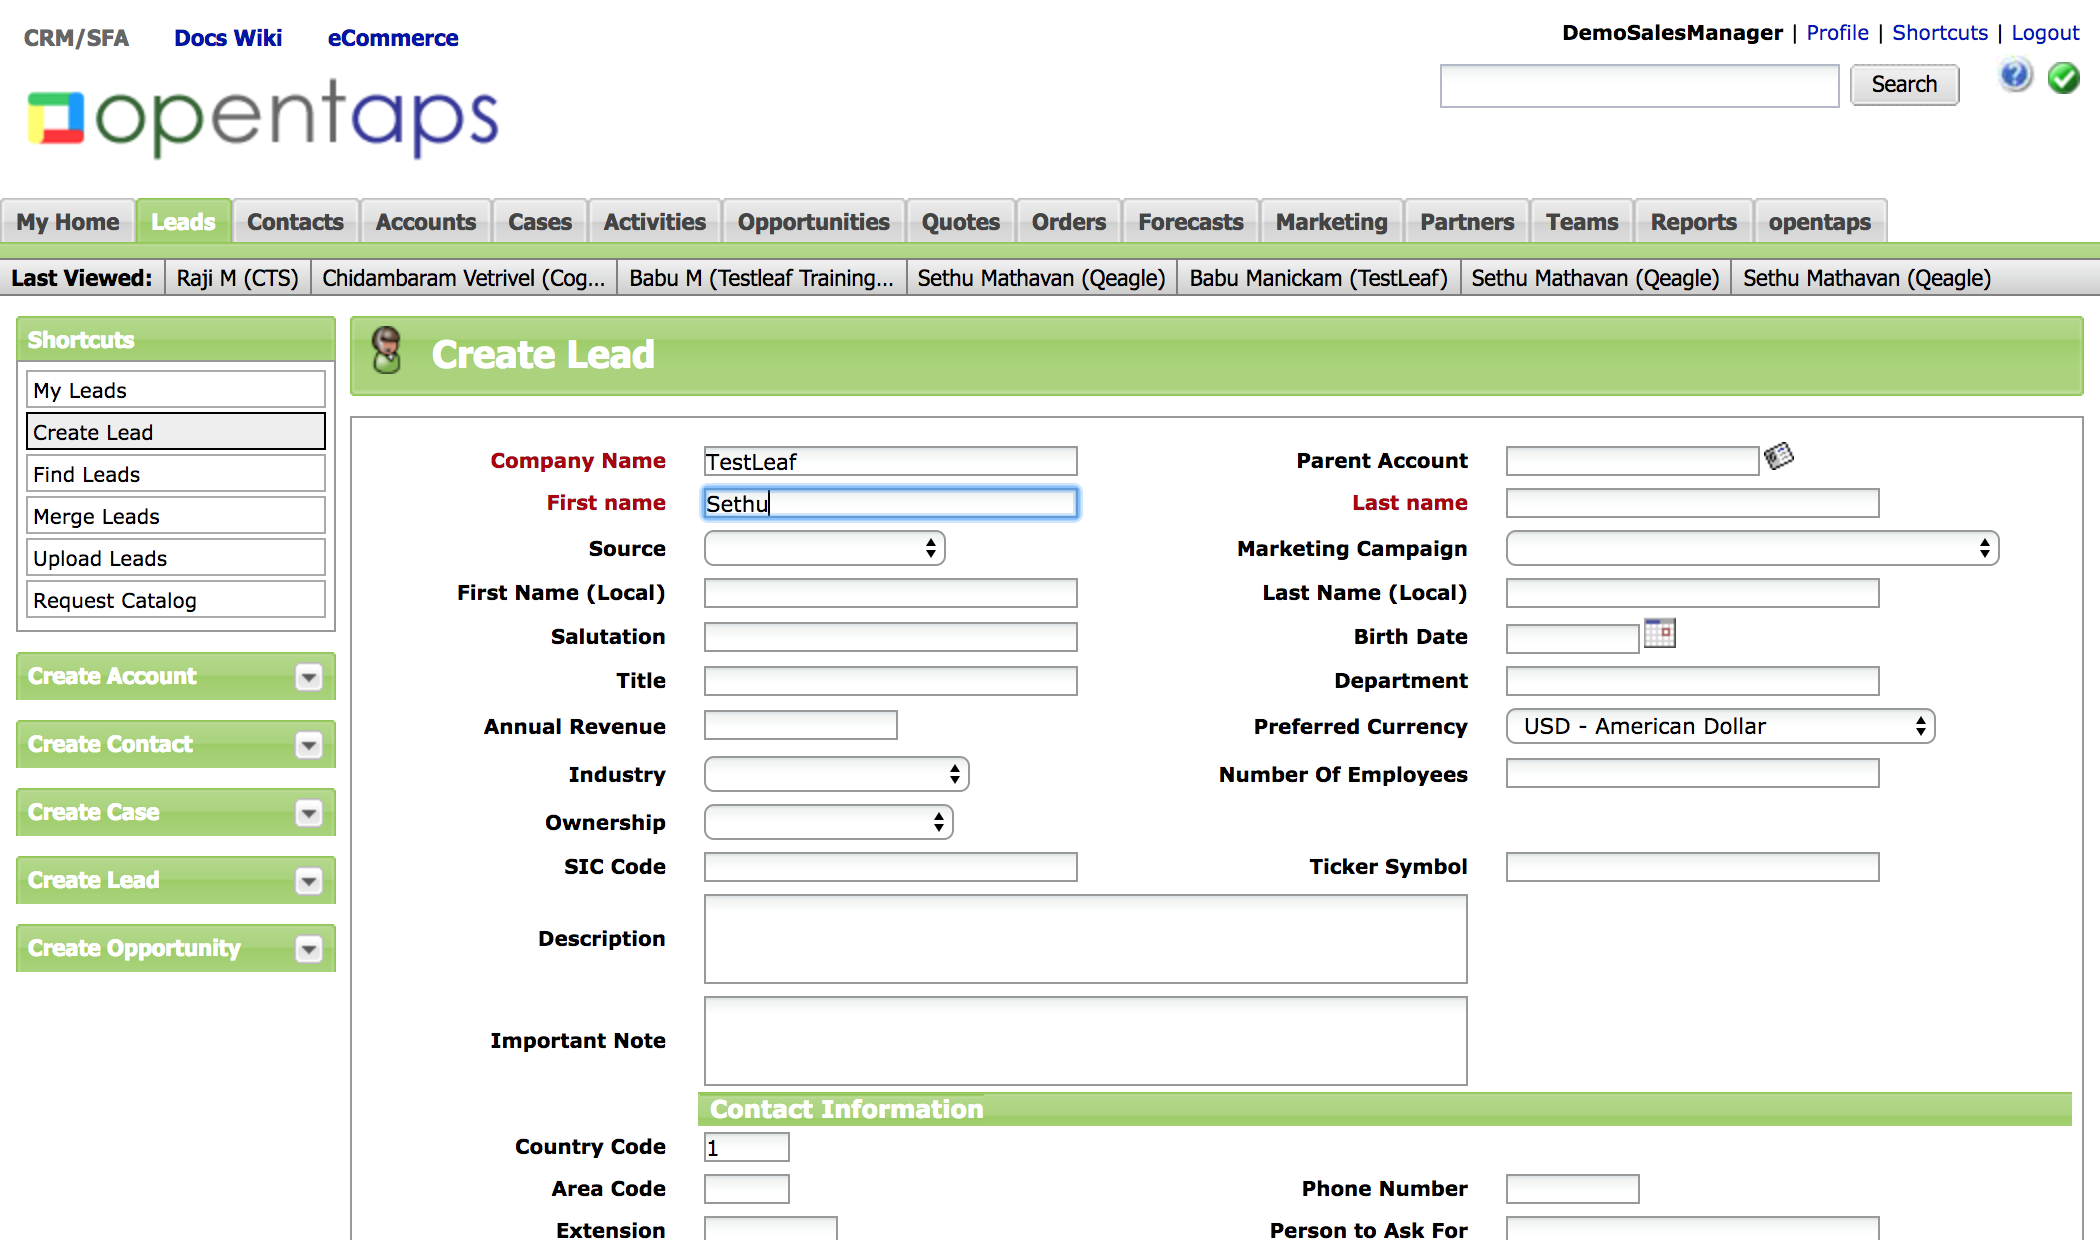 CRM/SFA Docs Wiki eCommerce
DemoSalesManager | Profile | Shortcuts | Logout
Search
opentaps
My Home Leads Contacts Accounts Cases Activities Opportunities Quotes Orders Forecasts Marketing Partners Teams Reports opentaps
Last Viewed: Raji M (CTS) Chidambaram Vetrivel (Cog... Babu M (Testleaf Training... Sethu Mathavan (Qeagle) Babu Manickam (TestLeaf) Sethu Mathavan (Qeagle) Sethu Mathavan (Qeagle)
Shortcuts
My Leads
Create Lead
Find Leads
Merge Leads
Upload Leads
Request Catalog
Create Account
Create Contact
Create Case
Create Lead
Create Opportunity
Create Lead
Company Name TestLeaf Parent Account
First name Sethu Last name
Source Marketing Campaign
First Name (Local) Last Name (Local)
Salutation Birth Date
Title Department
Annual Revenue Preferred Currency USD - American Dollar
Industry Number Of Employees
Ownership
SIC Code Ticker Symbol
Description
Important Note
Contact Information
Country Code 1
Area Code Phone Number
Extension Person to Ask For